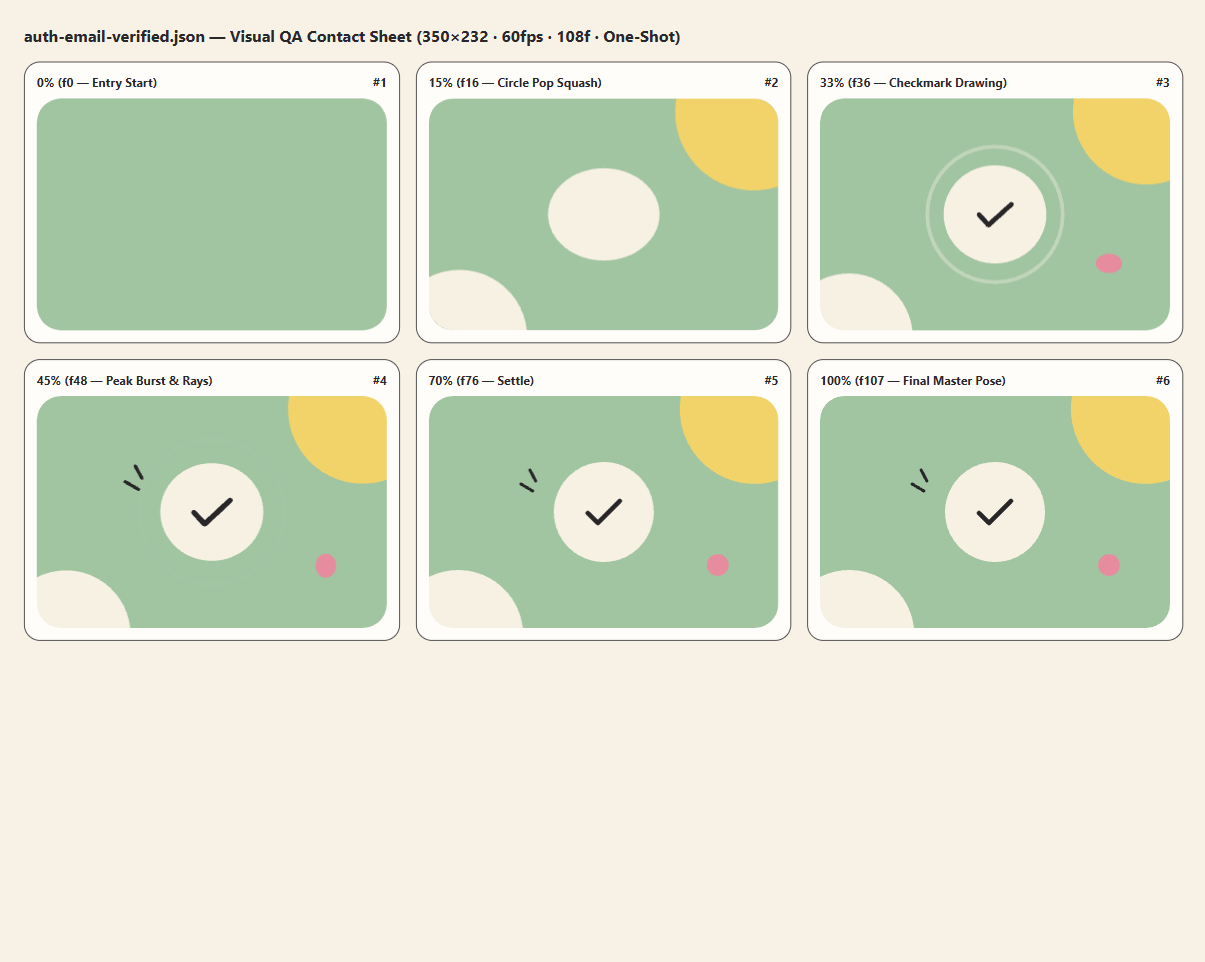 auth-email-verified.json — Visual QA Contact Sheet (350×232 · 60fps · 108f · One-Shot)
0% (f0 — Entry Start) #1
15% (f16 — Circle Pop Squash) #2
33% (f36 — Checkmark Drawing) #3
45% (f48 — Peak Burst & Rays) #4
70% (f76 — Settle) #5
100% (f107 — Final Master Pose) #6